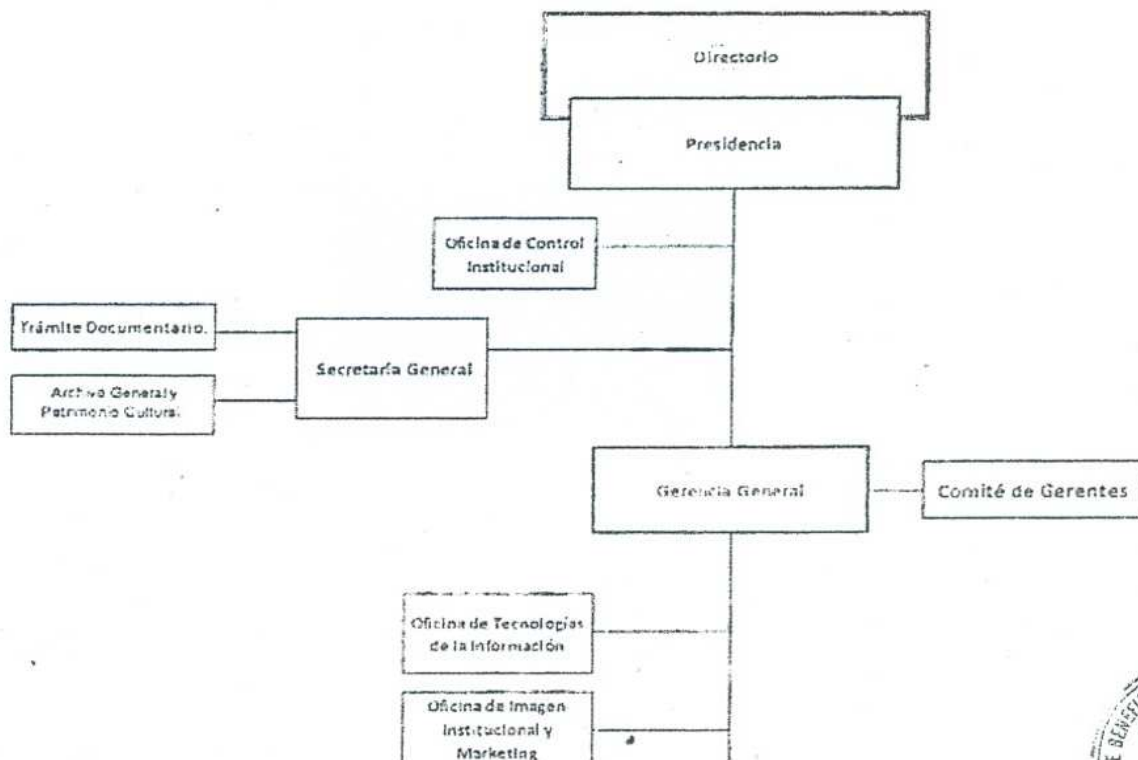 Directorio
Presidencia
Oficina de Control
Institucional
Trámite Documentario.
Secretaría General
Archivo General y
Patrimonio Cultural
Gerencia General
Comité de Gerentes
Oficina de Tecnologías
de la Información
Oficina de Imagen
Institucional y
Marketing